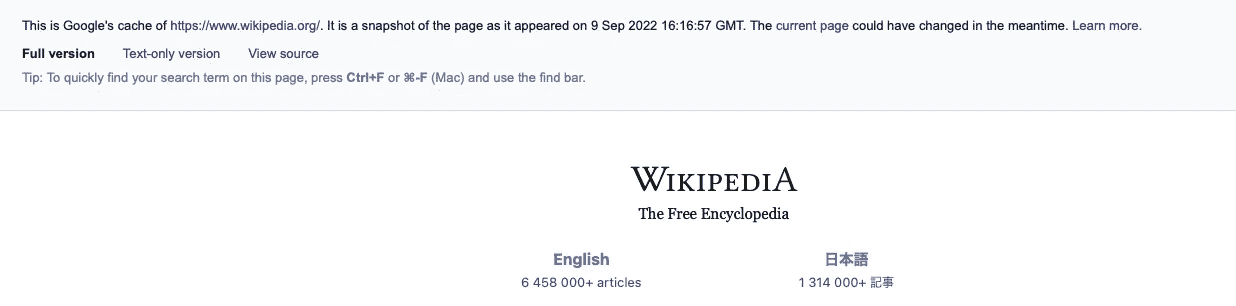 This is Google's cache of https://www.wikipedia.org/. It is a snapshot of the page as it appeared on 9 Sep 2022 16:16:57 GMT. The current page could have changed in the meantime. Learn more.
Full version Text-only version View source
Tip: To quickly find your search term on this page, press Ctrl+F or ⌘-F (Mac) and use the find bar.
WIKIPEDIA
The Free Encyclopedia
English 日本語
6 458 000+ articles 1 314 000+ 記事